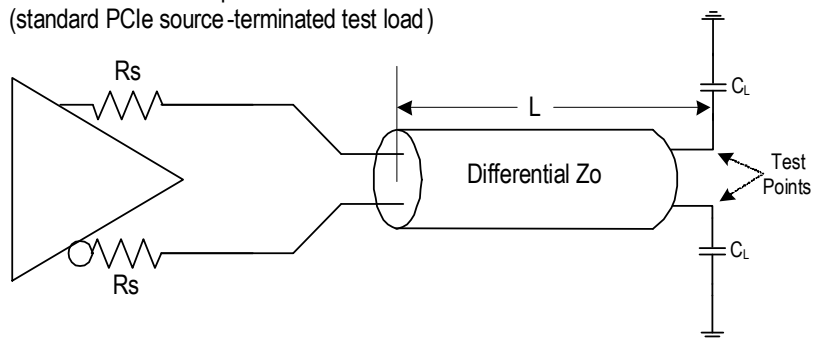 (standard PCIe source-terminated test load)
Rs
CL
L
Differential Zo
Test
Points
Rs
CL